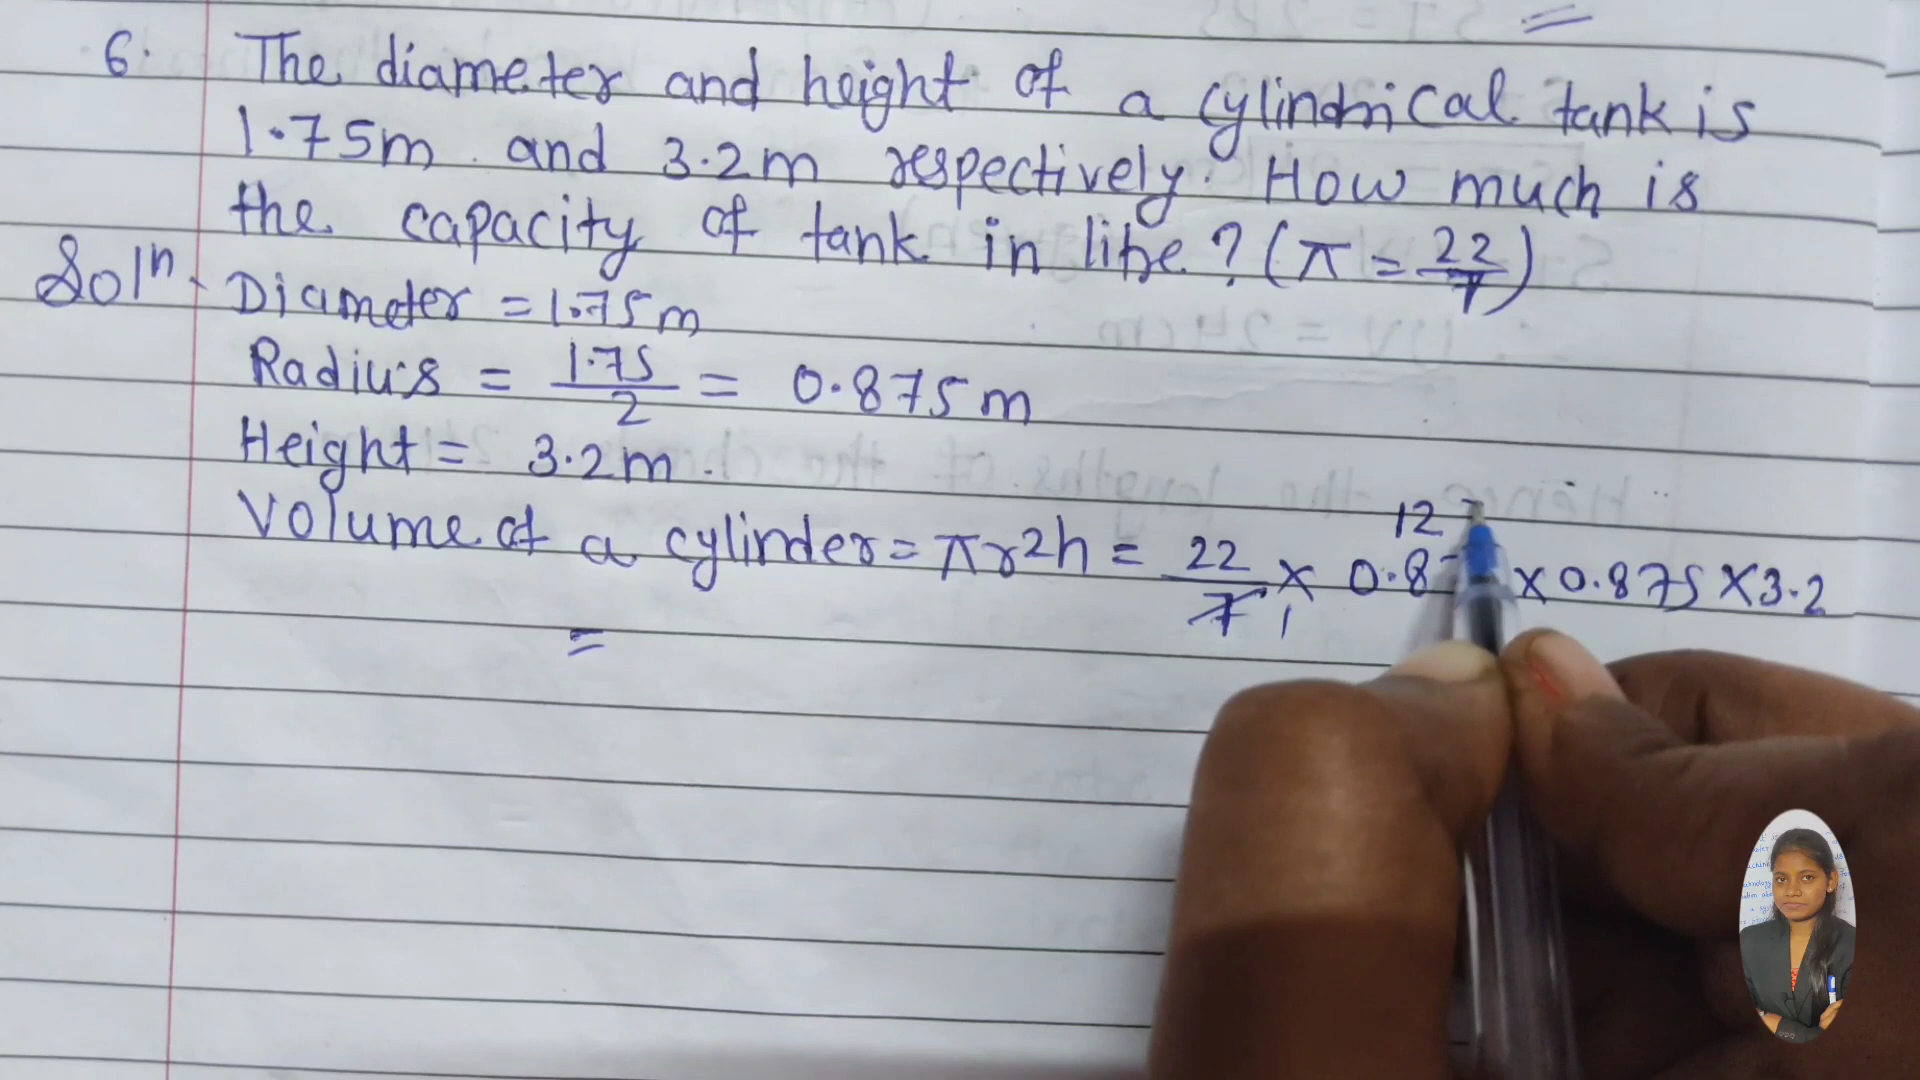 6. The diameter and height of a cylindrical tank is
1.75m and 3.2m respectively. How much is
the capacity of tank in litre? (π = 22/7)
Solⁿ. Diameter = 1.75m
Radius = 1.75/2 = 0.875m
Height = 3.2m.
Volume of a cylinder = πr2h = 22/7 × 0.8 × 0.875 × 3.2
12
1
=